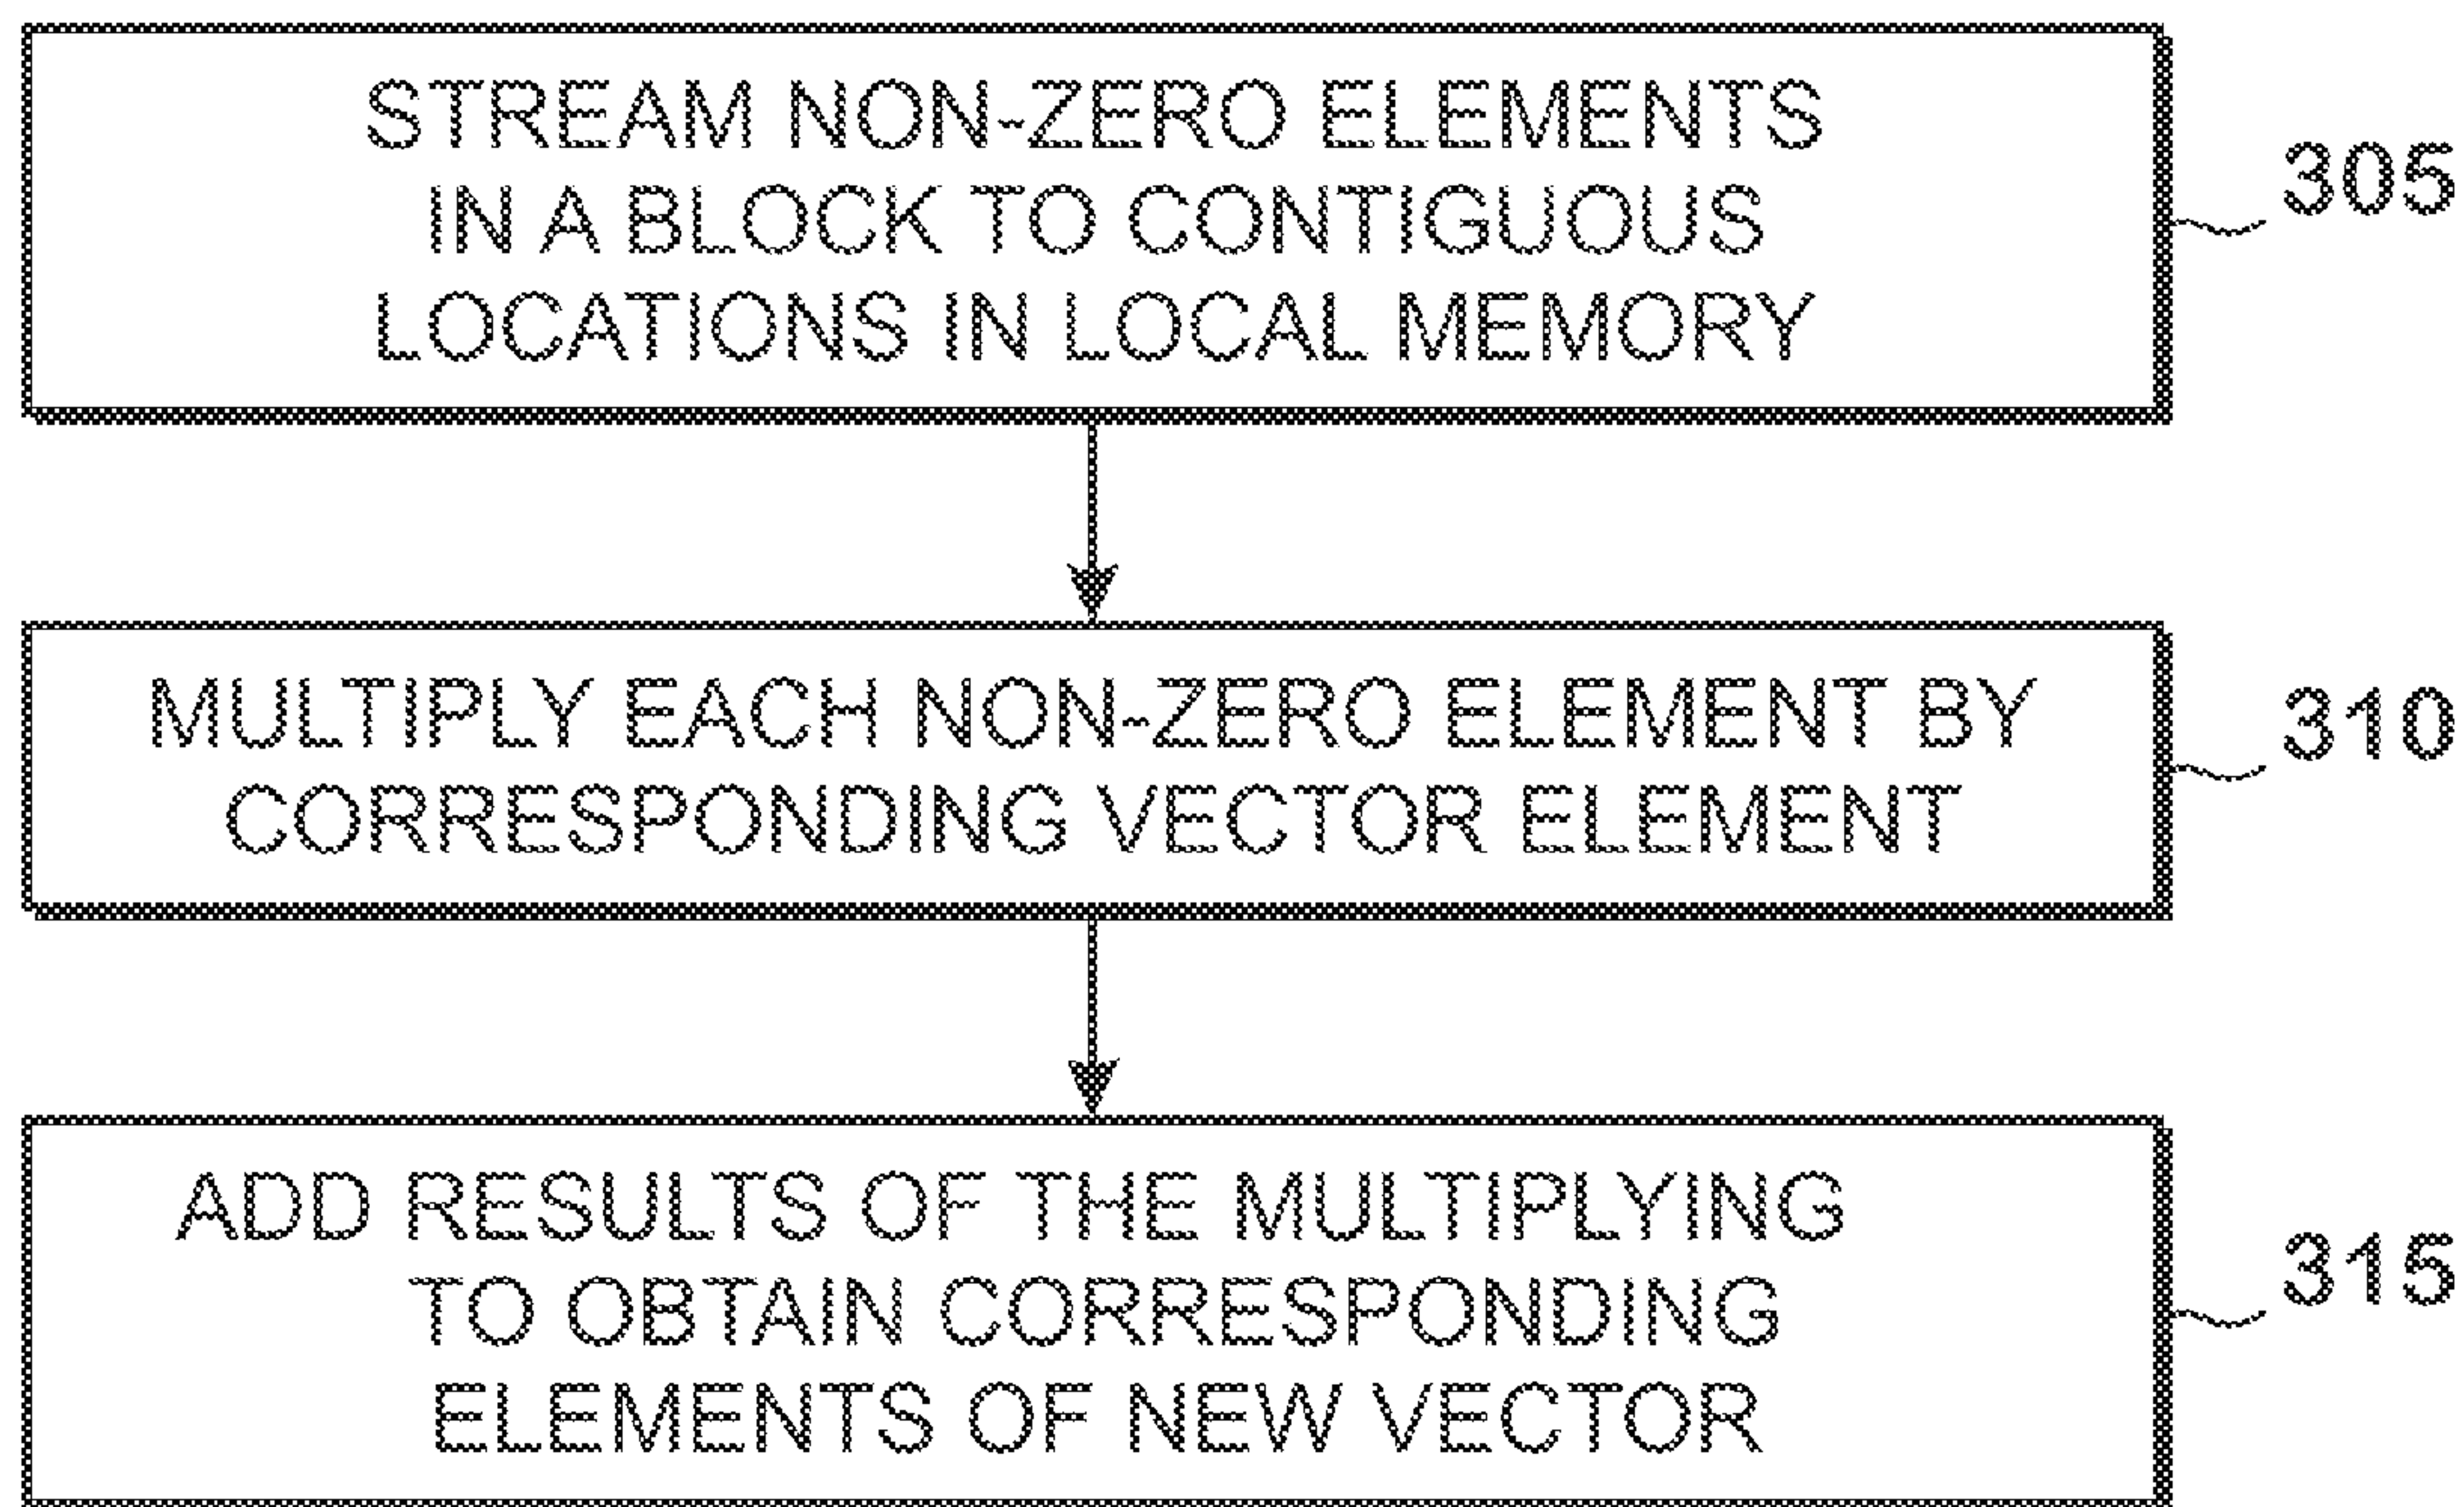 STREAM NON-ZERO ELEMENTS
IN A BLOCK TO CONTIGUOUS
LOCATIONS IN LOCAL MEMORY
305
MULTIPLY EACH NON-ZERO ELEMENT BY
CORRESPONDING VECTOR ELEMENT
310
ADD RESULTS OF THE MULTIPLYING
TO OBTAIN CORRESPONDING
ELEMENTS OF NEW VECTOR
315